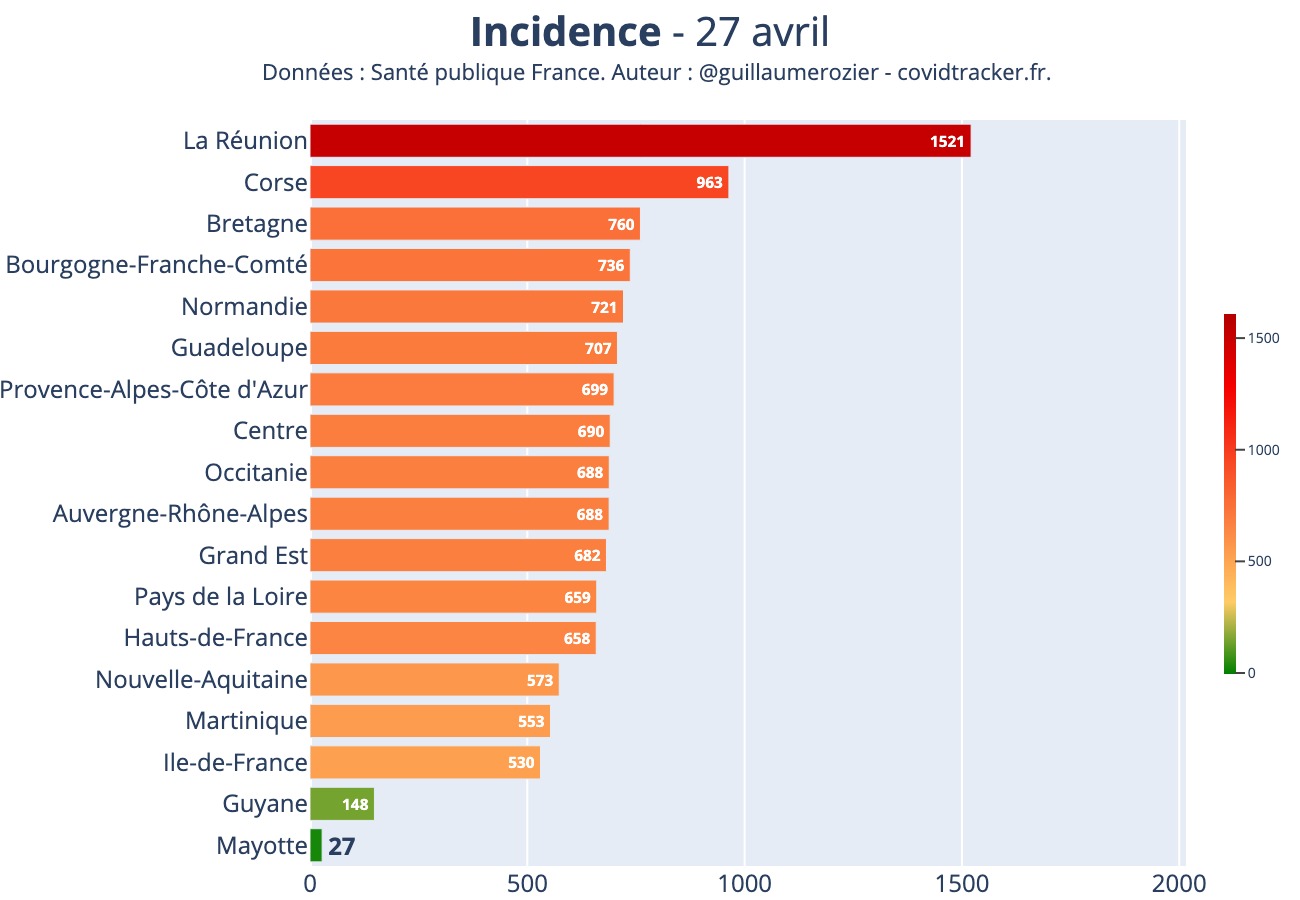 Incidence - 27 avril
Données : Santé publique France. Auteur : @guillaumerozier - covidtracker.fr.
La Réunion 1521
Corse 963
Bretagne 760
Bourgogne-Franche-Comté 736
Normandie 721
Guadeloupe 707
Provence-Alpes-Côte d'Azur 699
Centre 690
Occitanie 688
Auvergne-Rhône-Alpes 688
Grand Est 682
Pays de la Loire 659
Hauts-de-France 658
Nouvelle-Aquitaine 573
Martinique 553
Ile-de-France 530
Guyane 148
Mayotte 27
0 500 1000 1500 2000
1500
1000
500
0